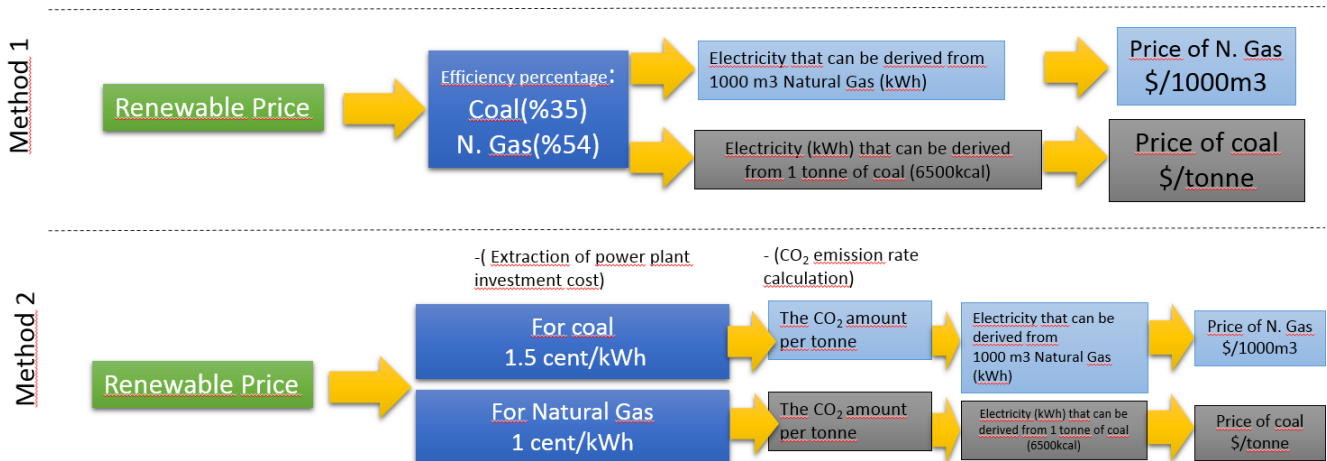 Method 1
Renewable Price
Efficiency percentage:
Coal(%35)
N. Gas(%54)
Electricity that can be derived from
1000 m3 Natural Gas (kWh)
Price of N. Gas
$/1000m3
Electricity (kWh) that can be derived
from 1 tonne of coal (6500kcal)
Price of coal
$/tonne
Method 2
Renewable Price
-( Extraction of power plant
investment cost)
- (CO₂ emission rate
calculation)
For coal
1.5 cent/kWh
The CO₂ amount
per tonne
Electricity that can be
derived from
1000 m3 Natural Gas
(kWh)
Price of N. Gas
$/1000m3
For Natural Gas
1 cent/kWh
The CO₂ amount
per tonne
Electricity (kWh) that can be
derived from 1 tonne of coal
(6500kcal)
Price of coal
$/tonne